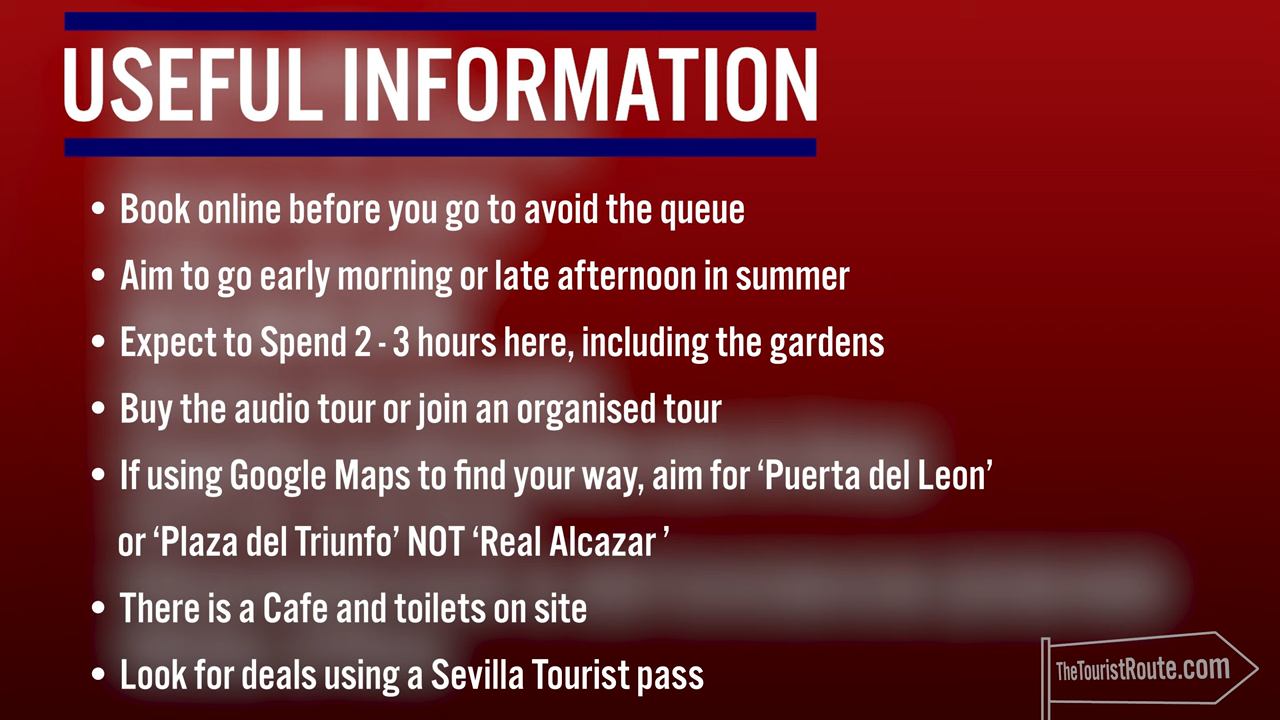 USEFUL INFORMATION
• Book online before you go to avoid the queue
• Aim to go early morning or late afternoon in summer
• Expect to Spend 2 - 3 hours here, including the gardens
• Buy the audio tour or join an organised tour
• If using Google Maps to find your way, aim for ‘Puerta del Leon’
or ‘Plaza del Triunfo’ NOT ‘Real Alcazar ’
• There is a Cafe and toilets on site
• Look for deals using a Sevilla Tourist pass
TheTouristRoute.com